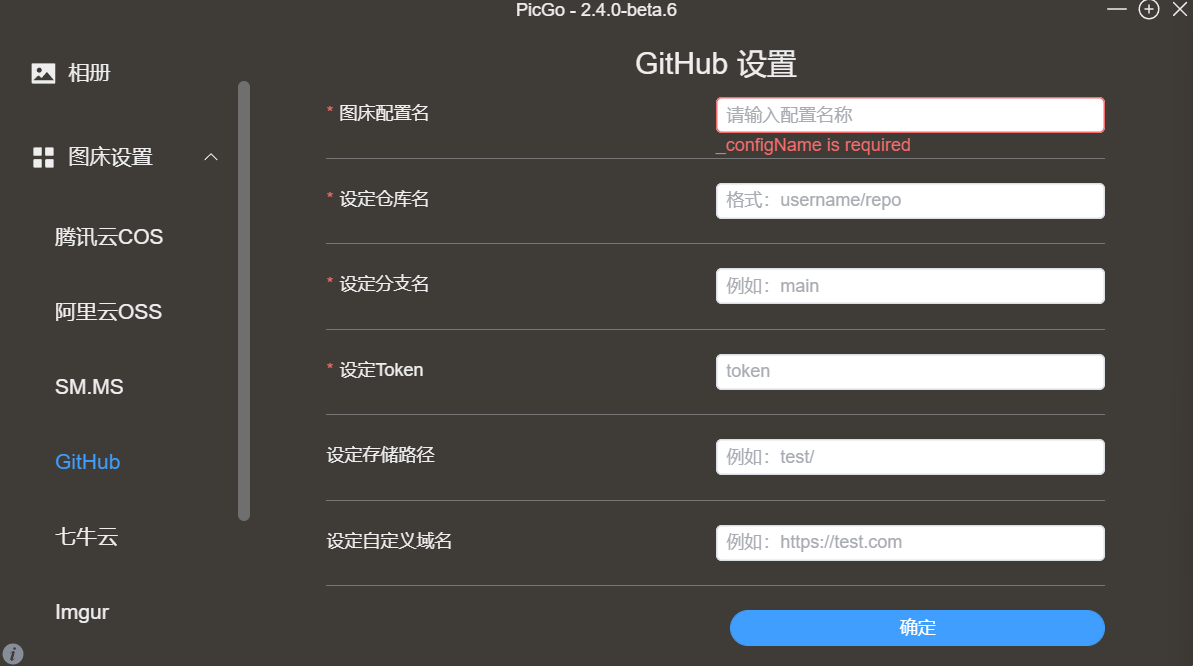 PicGo - 2.4.0-beta.6
相册
图床设置
腾讯云COS
阿里云OSS
SM.MS
GitHub
七牛云
Imgur
GitHub 设置
* 图床配置名
请输入配置名称
_configName is required
* 设定仓库名
格式：username/repo
* 设定分支名
例如：main
* 设定Token
token
设定存储路径
例如：test/
设定自定义域名
例如：https://test.com
确定